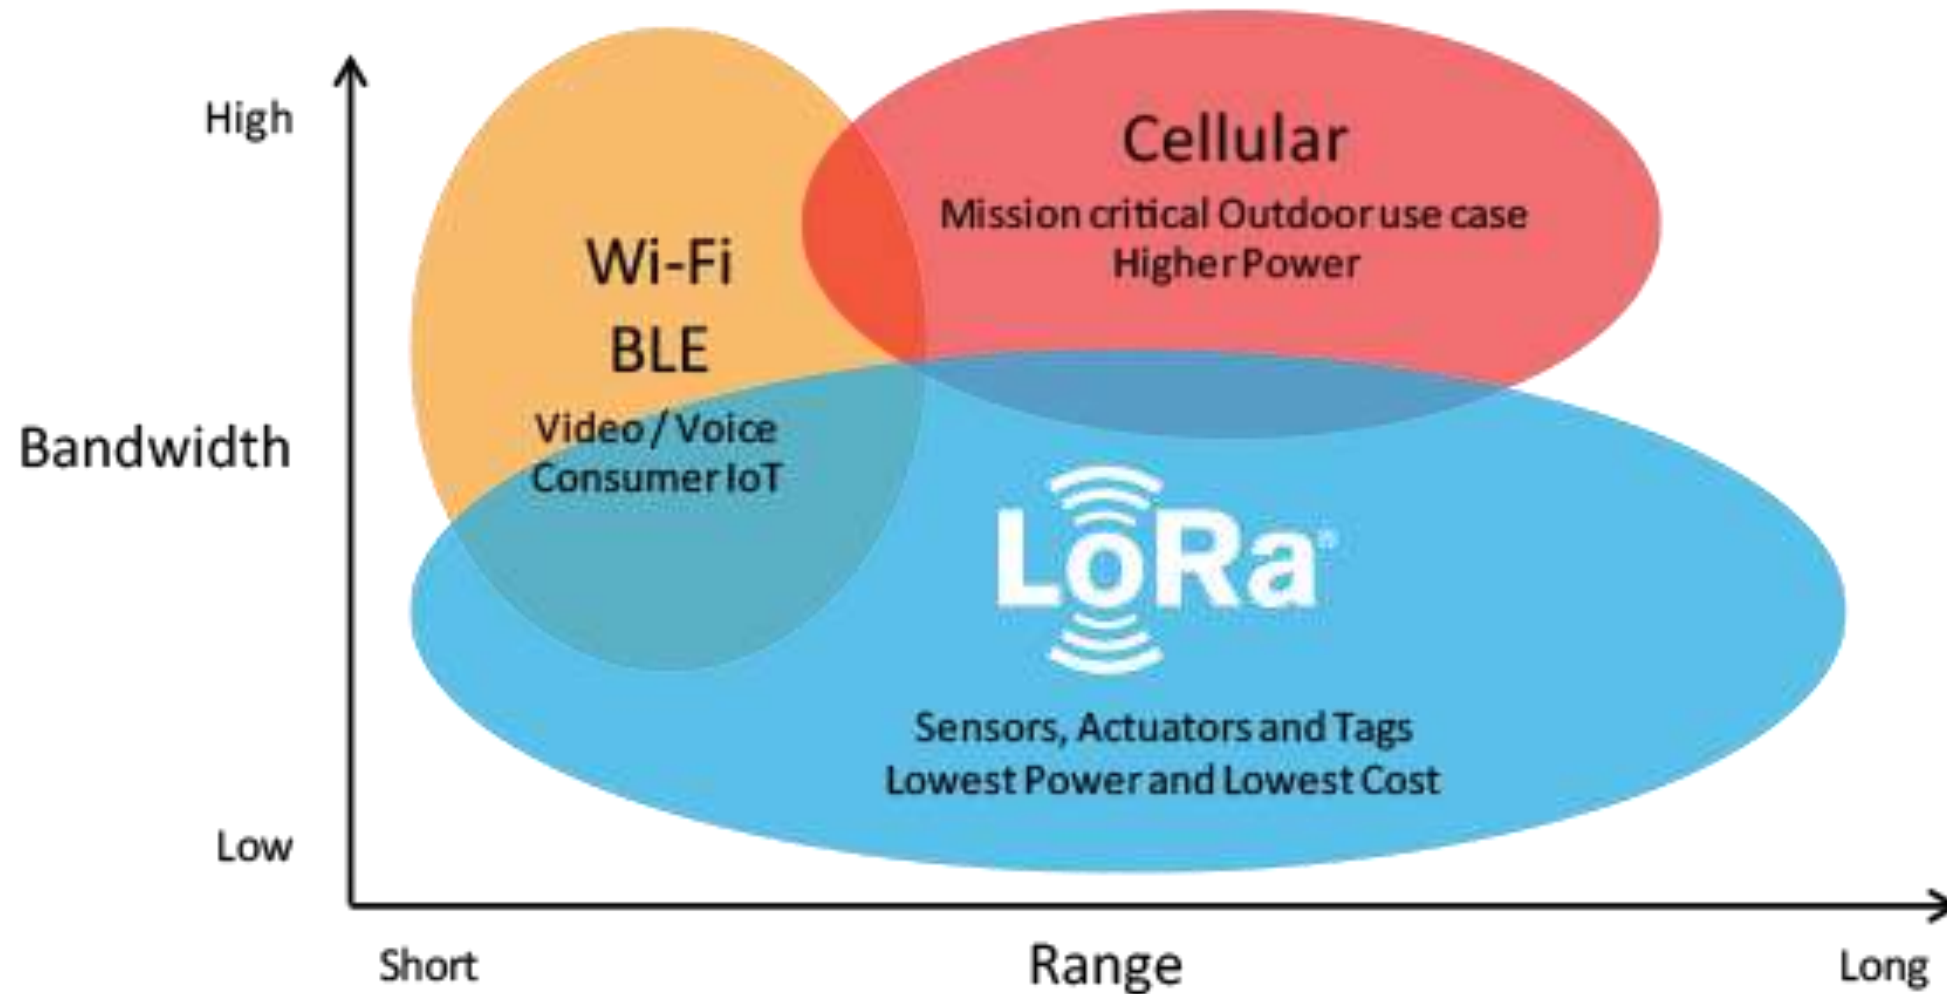 High
Bandwidth
Low
Wi-Fi
BLE
Video / Voice
Consumer IoT
Cellular
Mission critical Outdoor use case
Higher Power
LoRa®
Sensors, Actuators and Tags
Lowest Power and Lowest Cost
Short
Range
Long